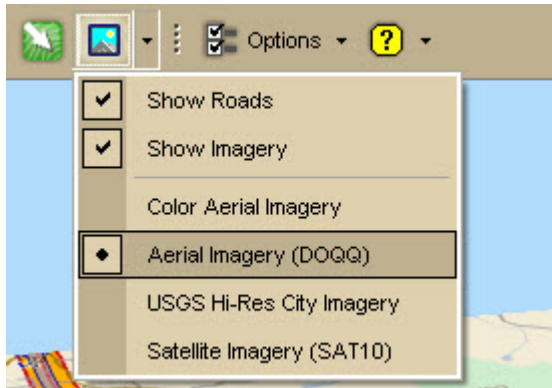 Options
?
Show Roads
Show Imagery
Color Aerial Imagery
Aerial Imagery (DOQQ)
USGS Hi-Res City Imagery
Satellite Imagery (SAT10)